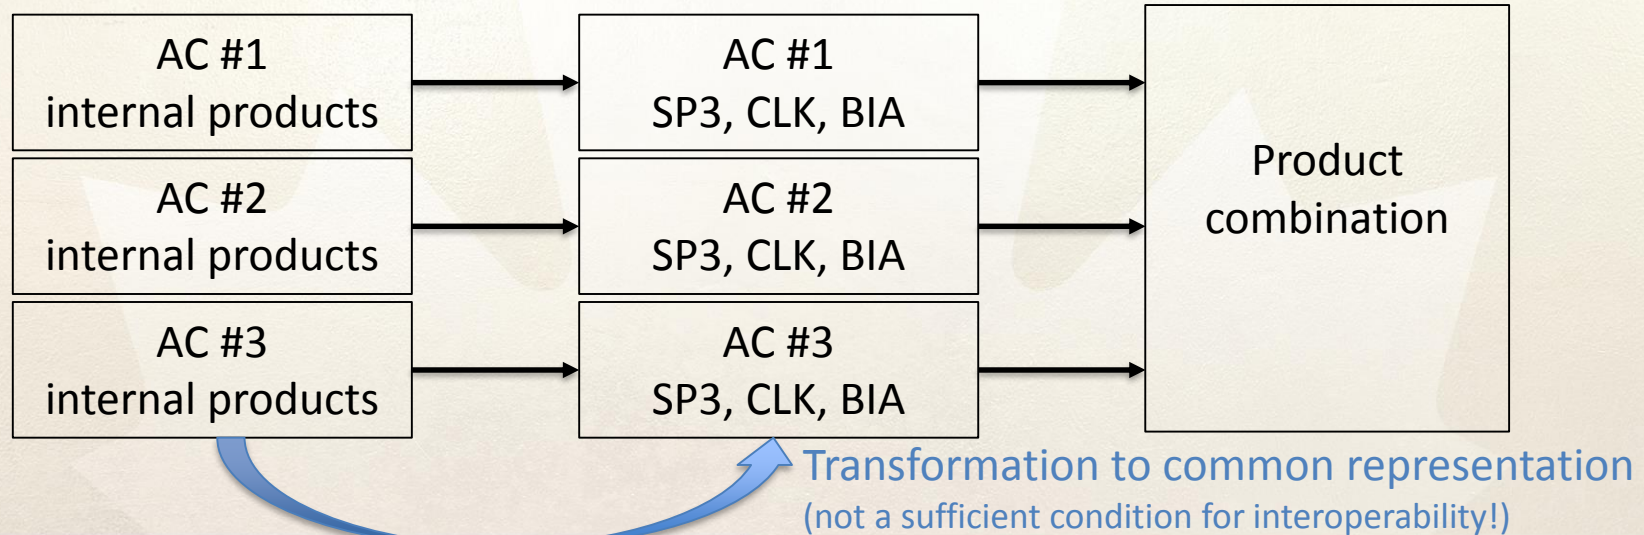 AC #1
internal products
AC #1
SP3, CLK, BIA
AC #2
internal products
AC #2
SP3, CLK, BIA
AC #3
internal products
AC #3
SP3, CLK, BIA
Product
combination
Transformation to common representation
(not a sufficient condition for interoperability!)